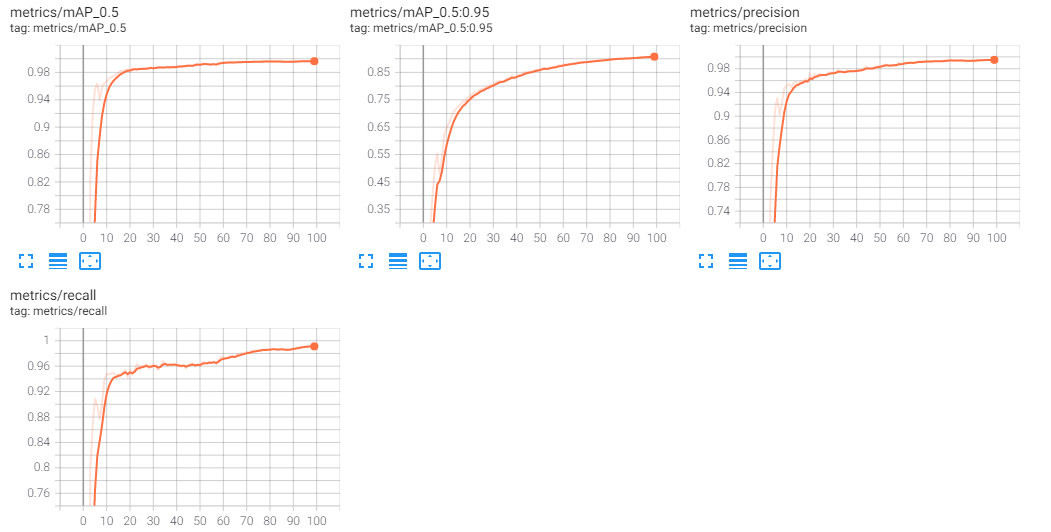 metrics/mAP_0.5
tag: metrics/mAP_0.5
0.98
0.94
0.9
0.86
0.82
0.78
0 10 20 30 40 50 60 70 80 90 100
metrics/mAP_0.5:0.95
tag: metrics/mAP_0.5:0.95
0.85
0.75
0.65
0.55
0.45
0.35
0 10 20 30 40 50 60 70 80 90 100
metrics/precision
tag: metrics/precision
0.98
0.94
0.9
0.86
0.82
0.78
0.74
0 10 20 30 40 50 60 70 80 90 100
metrics/recall
tag: metrics/recall
1
0.96
0.92
0.88
0.84
0.8
0.76
0 10 20 30 40 50 60 70 80 90 100